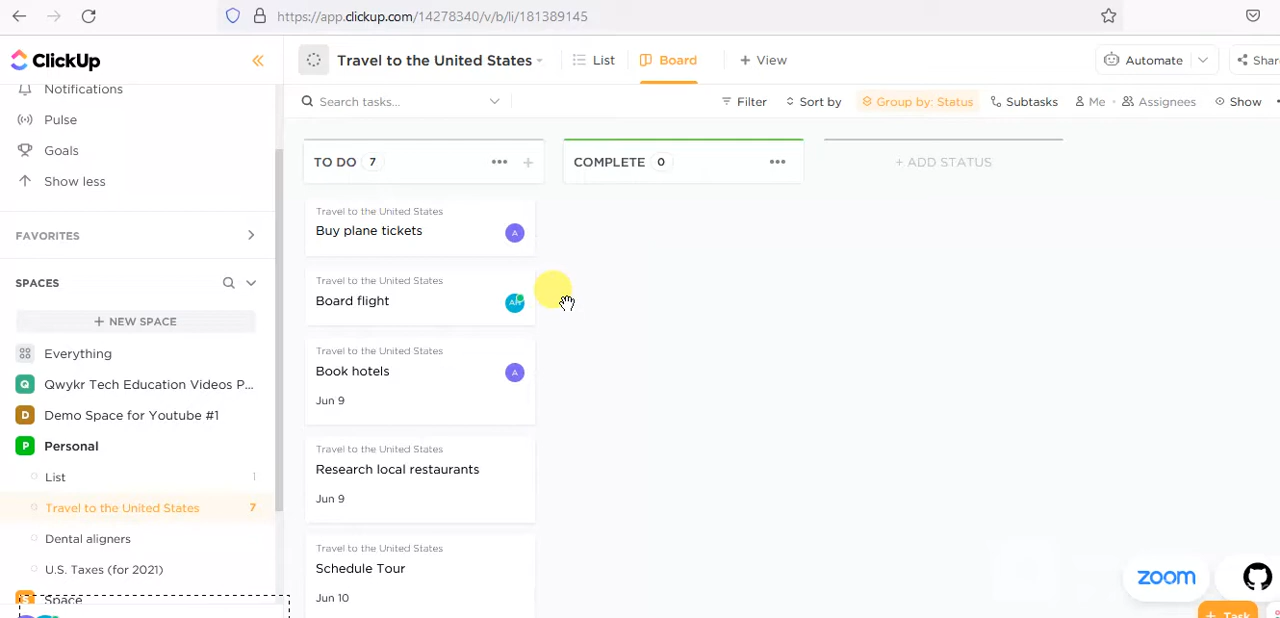 https://app.clickup.com/14278340/v/b/li/181389145
ClickUp
Travel to the United States
List
Board
+ View
Automate
Shar
Notifications
Pulse
Goals
Show less
Search tasks...
Filter
Sort by
Group by: Status
Subtasks
Me
Assignees
Show
TO DO 7
COMPLETE 0
+ ADD STATUS
FAVORITES
SPACES
+ NEW SPACE
Everything
Q Qwykr Tech Education Videos P...
D Demo Space for Youtube #1
P Personal
List 1
Travel to the United States 7
Dental aligners
U.S. Taxes (for 2021)
S Space
Travel to the United States
Buy plane tickets
A
Travel to the United States
Board flight
AH
Travel to the United States
Book hotels
A
Jun 9
Travel to the United States
Research local restaurants
Jun 9
Travel to the United States
Schedule Tour
Jun 10
zoom
+ Task